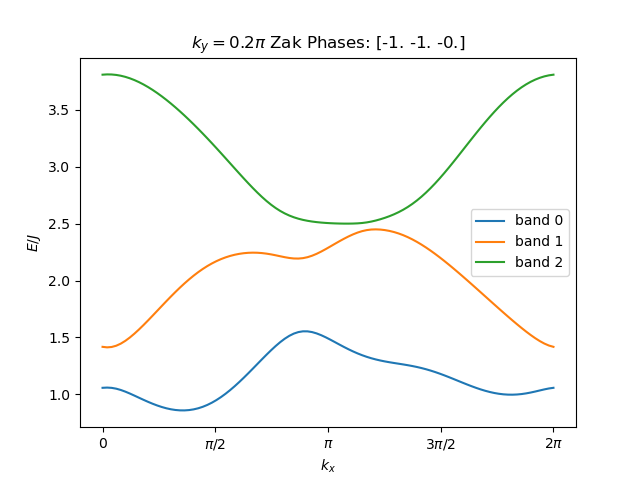 $k_y = 0.2\pi$ Zak Phases: [-1. -1. -0.]
E/J
3.5
3.0
2.5
2.0
1.5
1.0
band 0
band 1
band 2
0
π/2
π
3π/2
2π
$k_x$